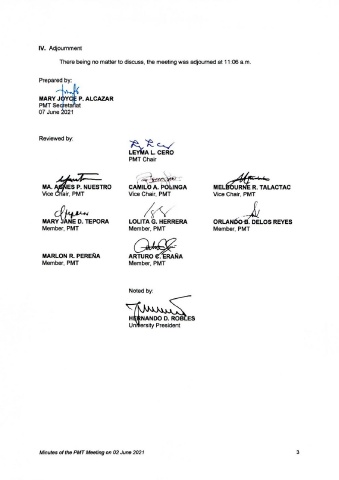 IV. Adjournment
There being no matter to discuss, the meeting was adjourned at 11:06 a.m.
Prepared by:
MARY JOYCE P. ALCAZAR
PMT Secretariat
07 June 2021
Reviewed by:
LEYMA L. CERO
PMT Chair
MA. AGNES P. NUESTRO CAMILO A. POLINGA MELBOURNE R. TALACTAC
Vice Chair, PMT Vice Chair, PMT Vice Chair, PMT
MARY JANE D. TEPORA LOLITA G. HERRERA ORLANDO B. DELOS REYES
Member, PMT Member, PMT Member, PMT
MARLON R. PEREÑA ARTURO C. ERAÑA
Member, PMT Member, PMT
Noted by:
HERNANDO D. ROBLES
University President
Minutes of the PMT Meeting on 02 June 2021 3